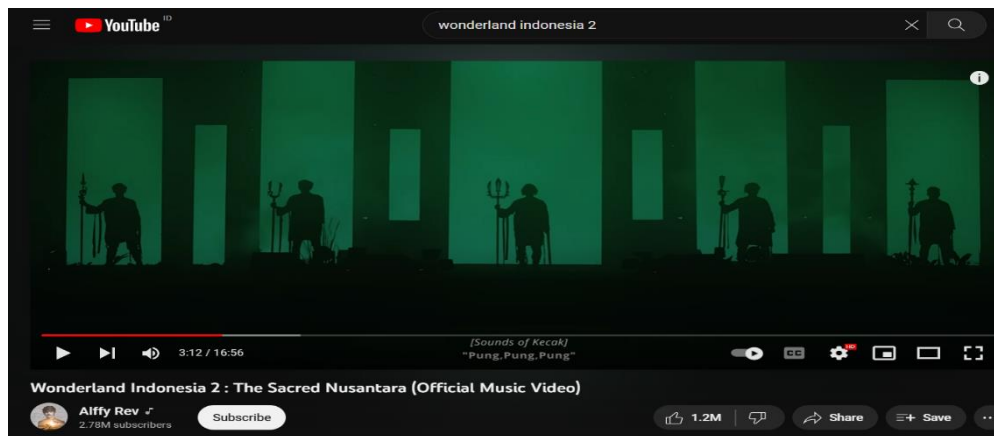 YouTube ID
wonderland indonesia 2
i
[Sounds of Kecak]
"Pung,Pung,Pung"
3:12 / 16:56
CC
HD
Wonderland Indonesia 2 : The Sacred Nusantara (Official Music Video)
Alffy Rev
2.78M subscribers
Subscribe
1.2M
Share
Save